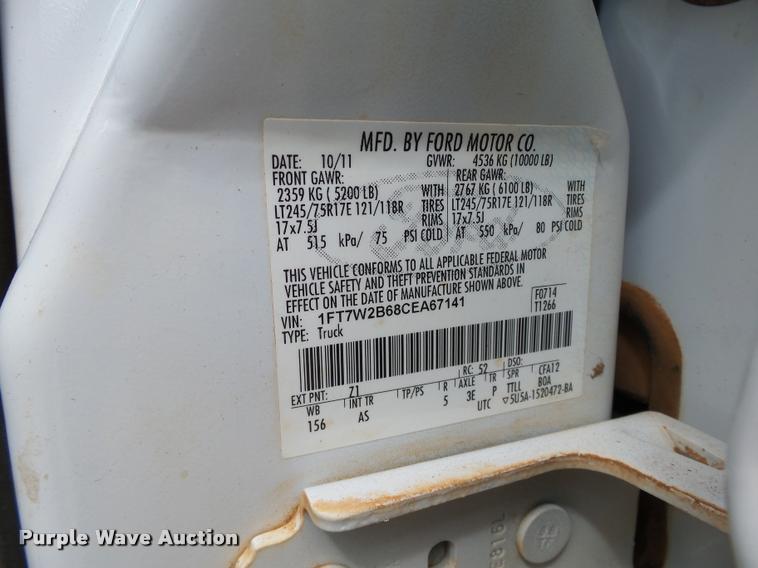 MFD. BY FORD MOTOR CO.
DATE: 10/11 GVWR: 4536 KG (10000 LB)
FRONT GAWR: REAR GAWR:
2359 KG ( 5200 LB) WITH 2767 KG ( 6100 LB) WITH
LT245/75R17E 121/118R TIRES LT245/75R17E 121/118R TIRES
17x7.5J RIMS 17x7.5J RIMS
AT 515 kPa/ 75 PSI COLD AT 550 kPa/ 80 PSI COLD
THIS VEHICLE CONFORMS TO ALL APPLICABLE FEDERAL MOTOR
VEHICLE SAFETY AND THEFT PREVENTION STANDARDS IN
EFFECT ON THE DATE OF MANUFACTURE SHOWN ABOVE.
VIN: 1FT7W2B68CEA67141 F0714
TYPE: Truck T1266
EXT PNT: Z1 RC: 52 DSO:
WB INT TR TP/PS R AXLE TR SPR CFA12
156 AS 5 3E P TTLL BOA
UTC ▽5U5A-1520472-BA
Purple Wave Auction